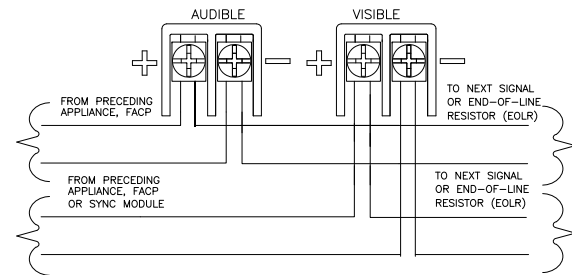 AUDIBLE
VISIBLE
FROM PRECEDING
APPLIANCE, FACP
TO NEXT SIGNAL
OR END-OF-LINE
RESISTOR (EOLR)
FROM PRECEDING
APPLIANCE, FACP
OR SYNC MODULE
TO NEXT SIGNAL
OR END-OF-LINE
RESISTOR (EOLR)